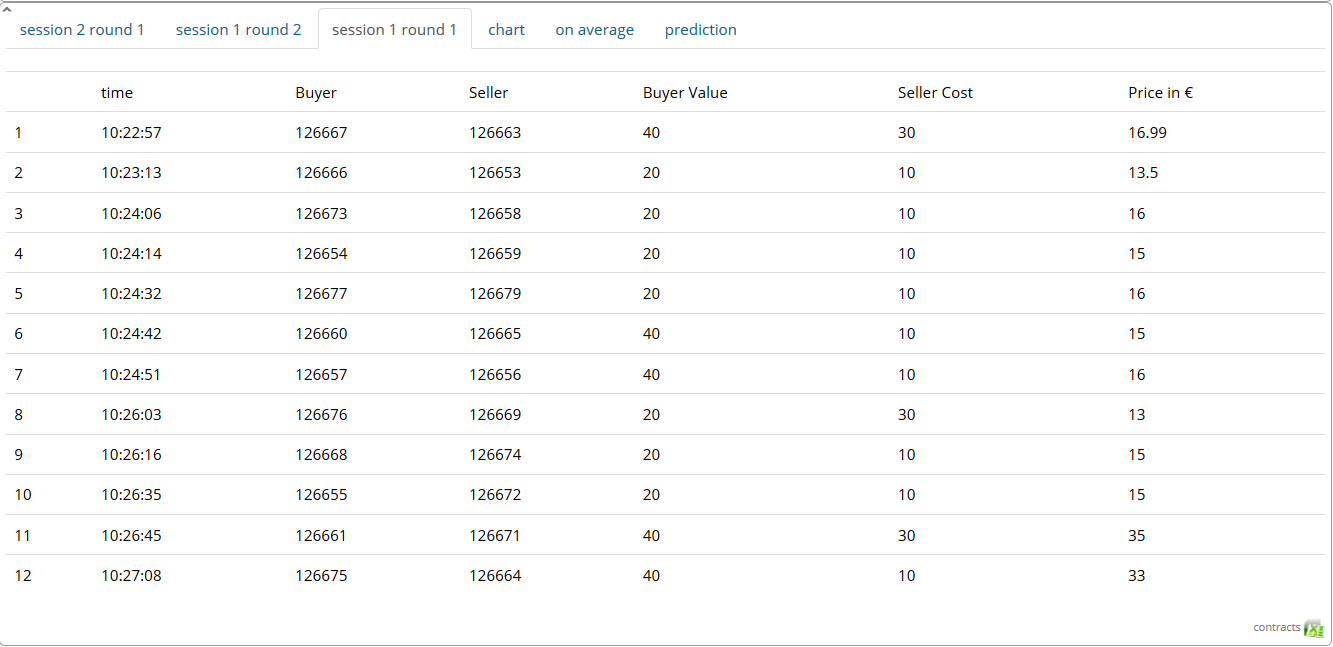 session 2 round 1 session 1 round 2 session 1 round 1 chart on average prediction
time Buyer Seller Buyer Value Seller Cost Price in €
1 10:22:57 126667 126663 40 30 16.99
2 10:23:13 126666 126653 20 10 13.5
3 10:24:06 126673 126658 20 10 16
4 10:24:14 126654 126659 20 10 15
5 10:24:32 126677 126679 20 10 16
6 10:24:42 126660 126665 40 10 15
7 10:24:51 126657 126656 40 10 16
8 10:26:03 126676 126669 20 30 13
9 10:26:16 126668 126674 20 10 15
10 10:26:35 126655 126672 20 10 15
11 10:26:45 126661 126671 40 30 35
12 10:27:08 126675 126664 40 10 33
contracts